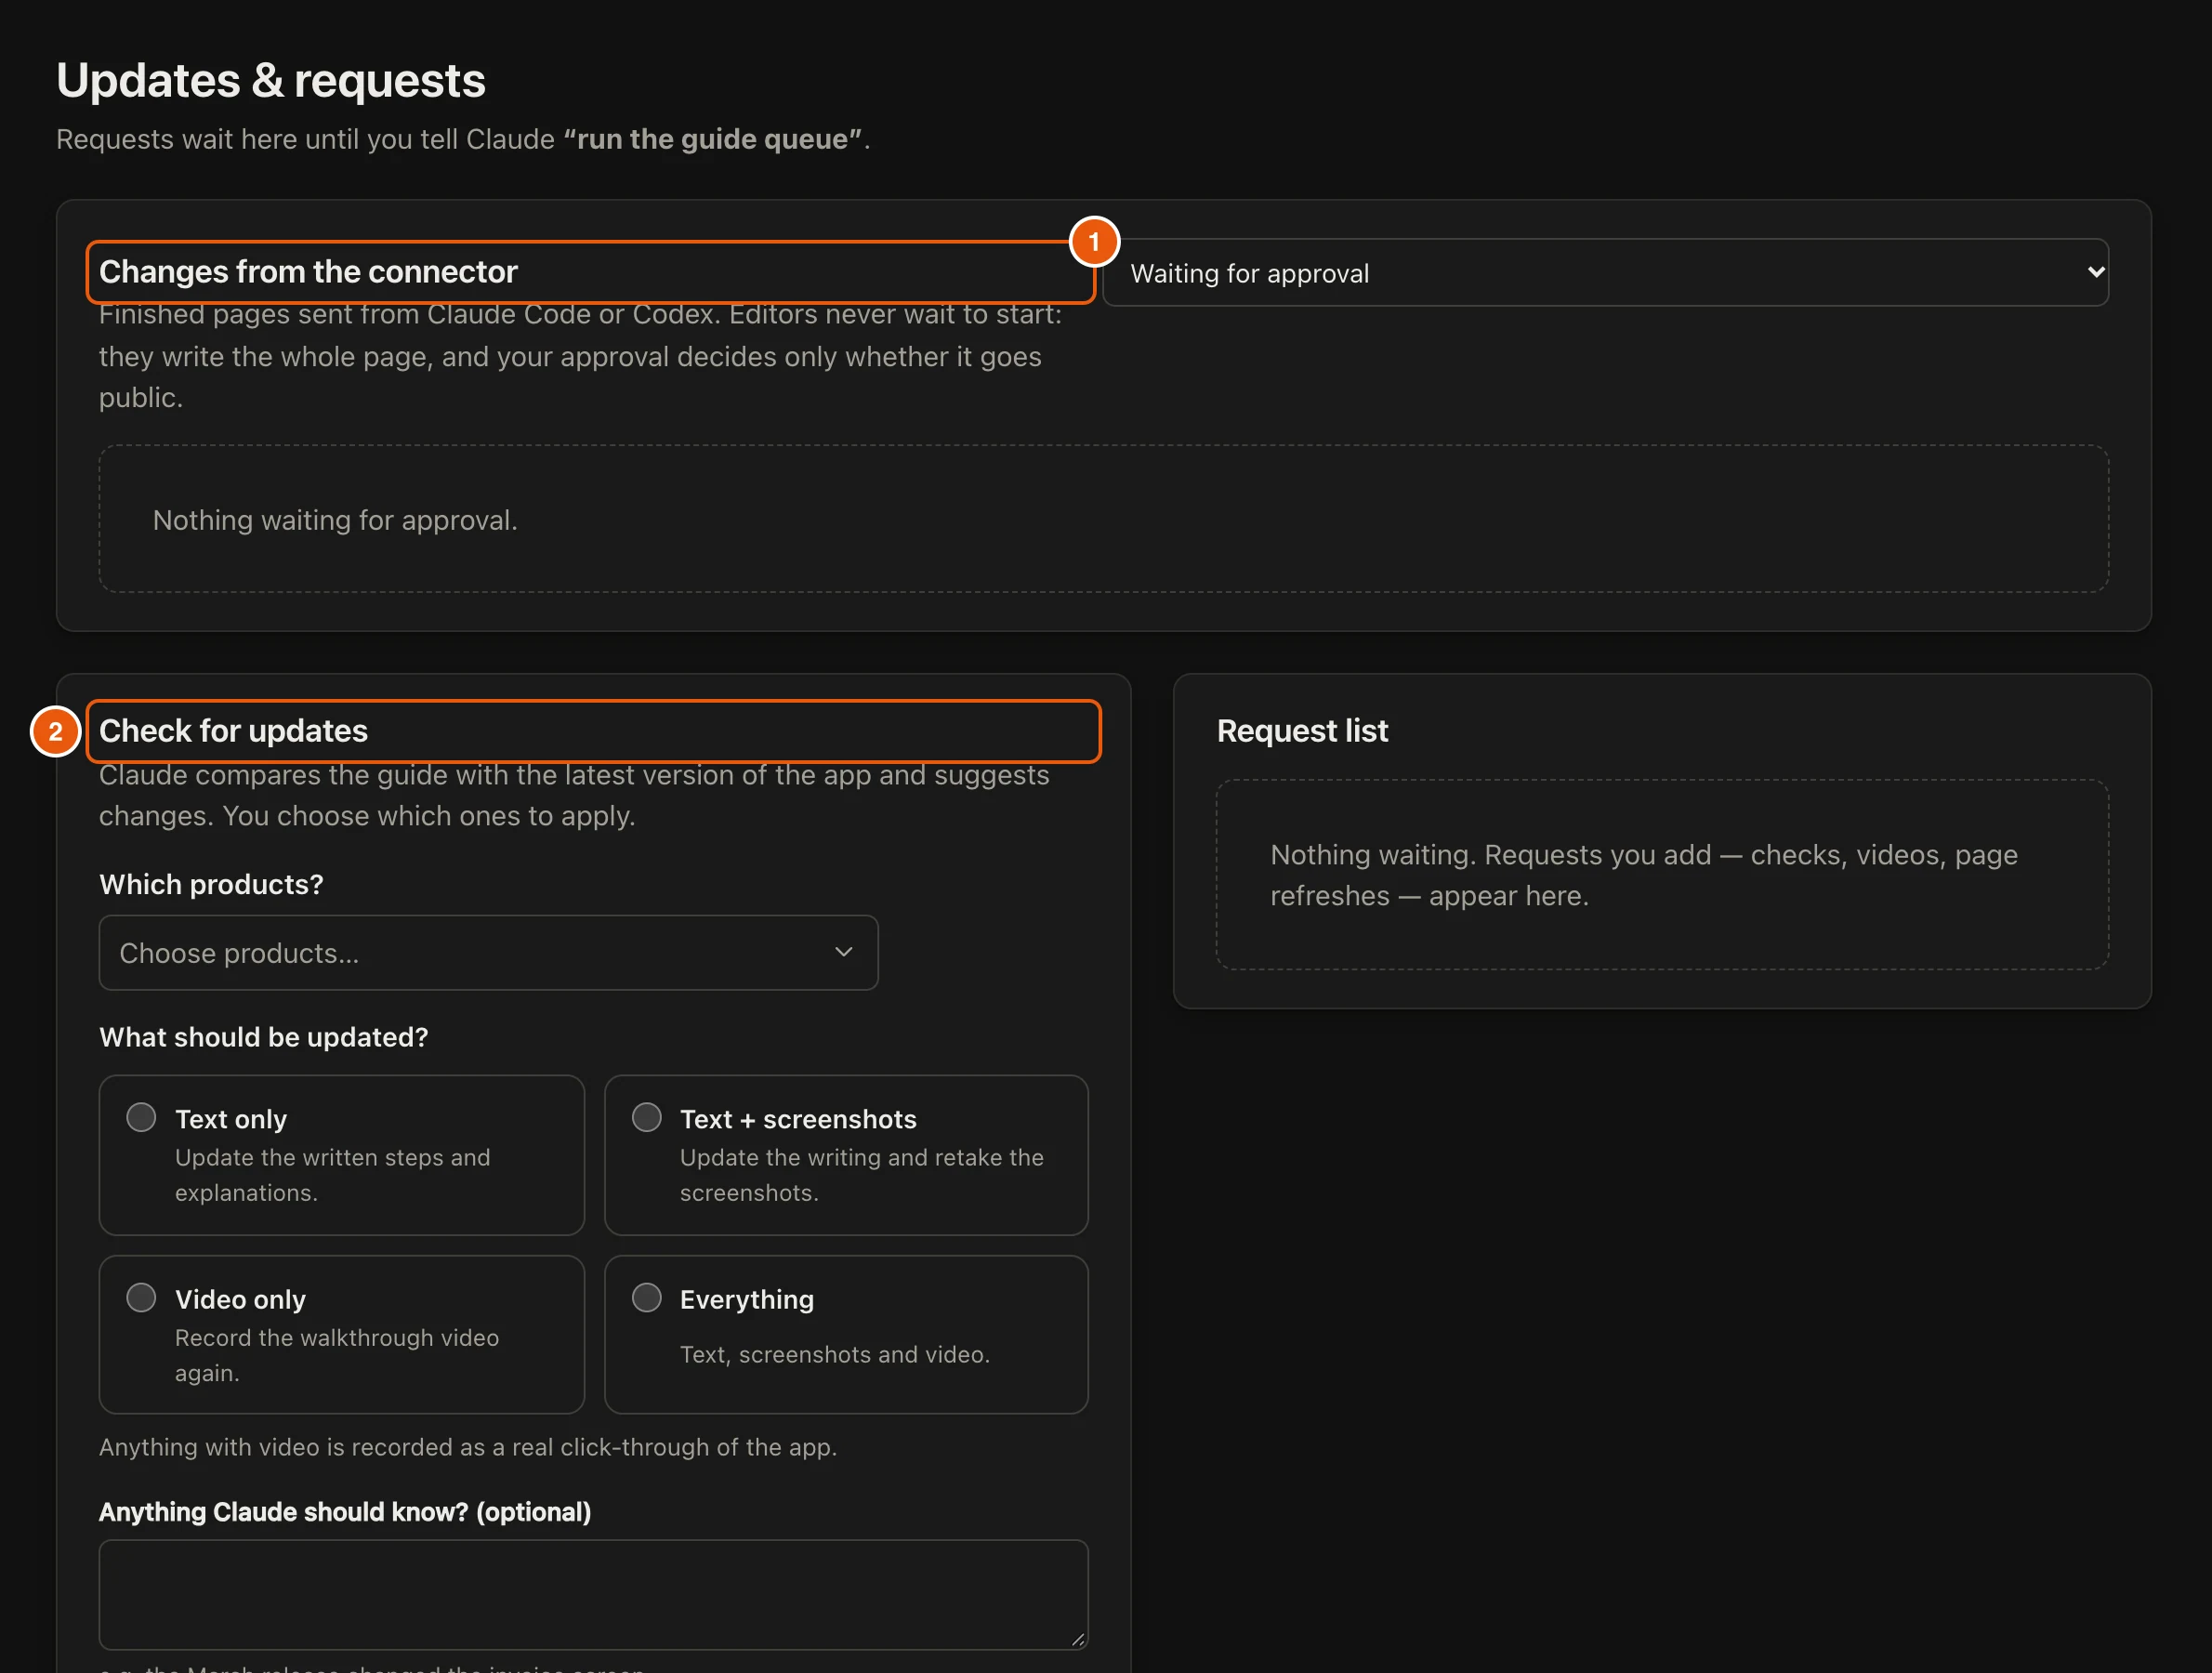 Updates & requests
Requests wait here until you tell Claude “run the guide queue”.
1
Changes from the connector
Waiting for approval
Finished pages sent from Claude Code or Codex. Editors never wait to start:
they write the whole page, and your approval decides only whether it goes
public.
Nothing waiting for approval.
2
Check for updates
Claude compares the guide with the latest version of the app and suggests
changes. You choose which ones to apply.
Which products?
Choose products...
What should be updated?
Text only
Update the written steps and
explanations.
Text + screenshots
Update the writing and retake the
screenshots.
Video only
Record the walkthrough video
again.
Everything
Text, screenshots and video.
Anything with video is recorded as a real click-through of the app.
Anything Claude should know? (optional)
Request list
Nothing waiting. Requests you add — checks, videos, page
refreshes — appear here.